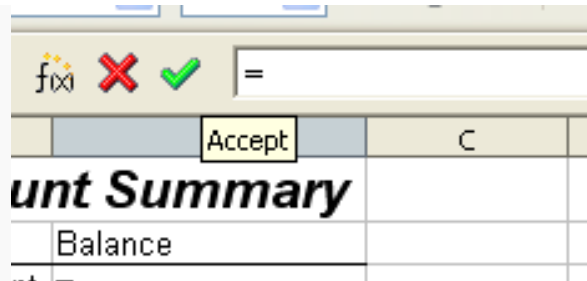 f(x) =
Accept
C
unt Summary
Balance
=